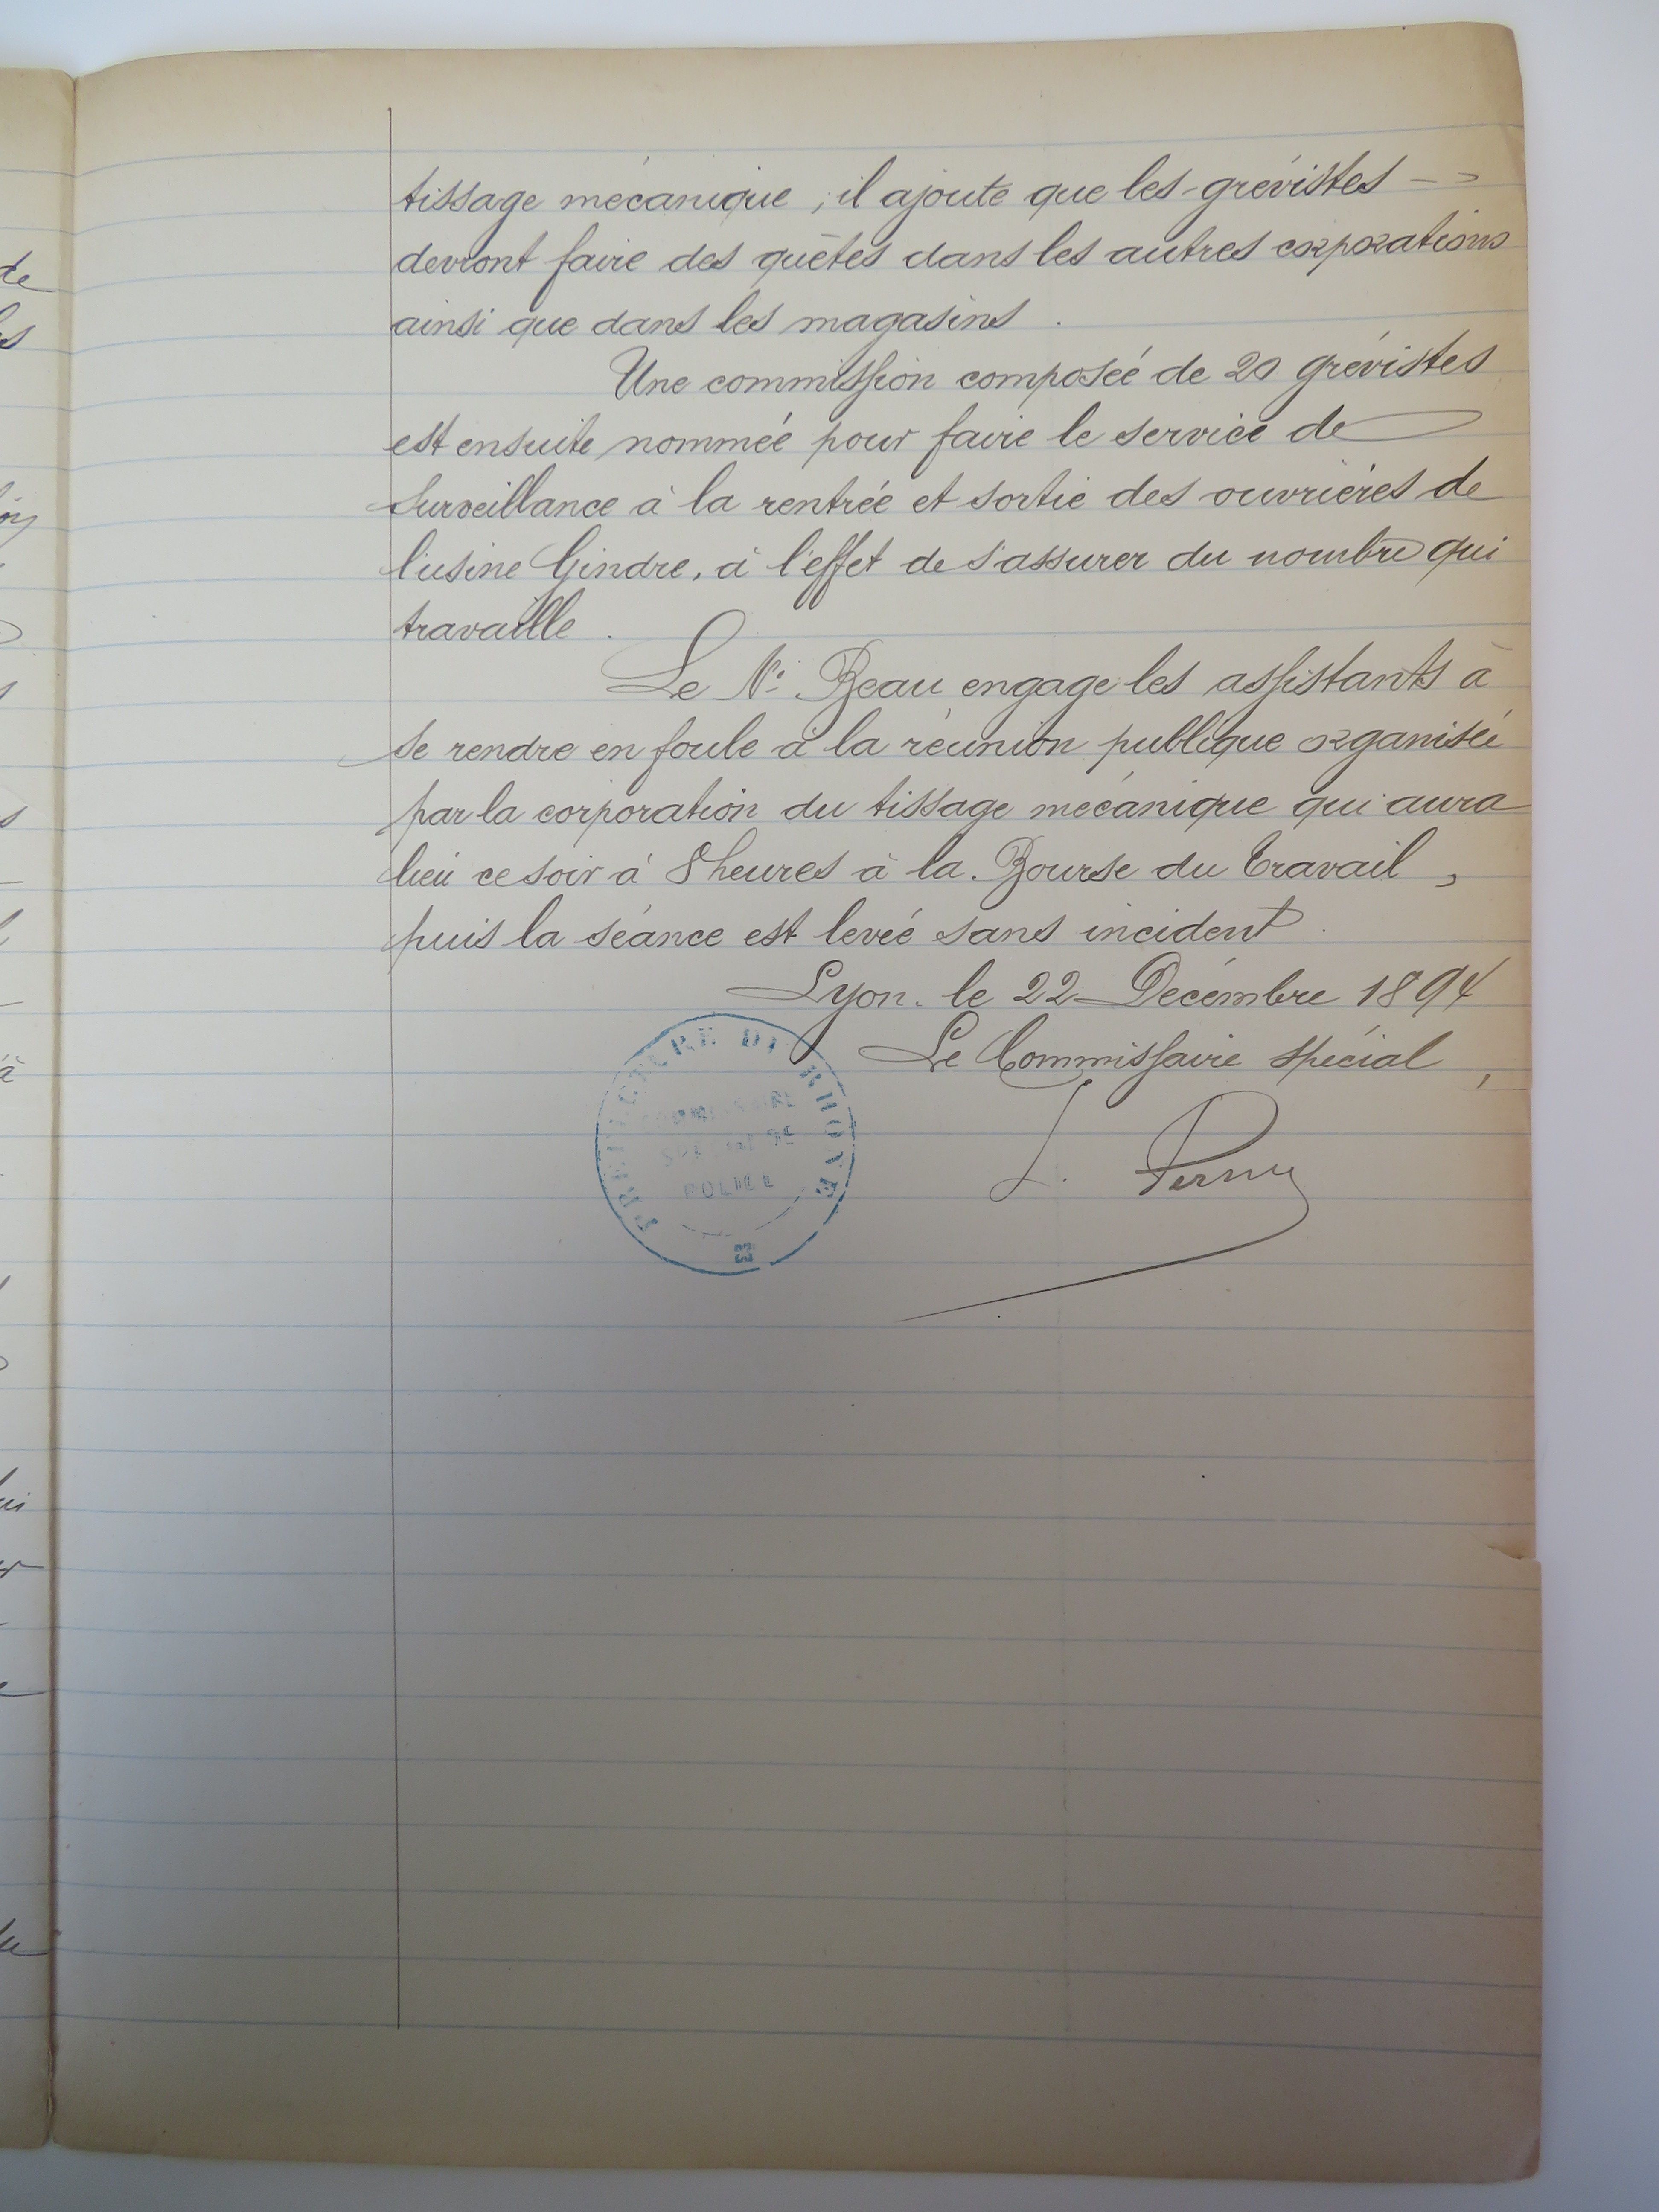 tissage mécanique ; il ajoute que les grévistes -
devront faire des quêtes dans les autres corporations
ainsi que dans les magasins .
Une commission composée de 20 grévistes
est ensuite nommée pour faire le service de
surveillance à la rentrée et sortie des ouvrières de
l'usine Gindre, à l'effet de s'assurer du nombre qui
travaille .
Le Né Beau engage les assistants à
se rendre en foule à la réunion publique organisée
par la corporation du tissage mécanique qui aura
lieu ce soir à 8 heures à la Bourse du Travail ,
puis la séance est levée sans incident .
Lyon. le 22 Décembre 1894
Le Commissaire spécial ,
PRÉFECTURE DU RHONE
COMMISSAIRE
SPÉCIAL DE
POLICE